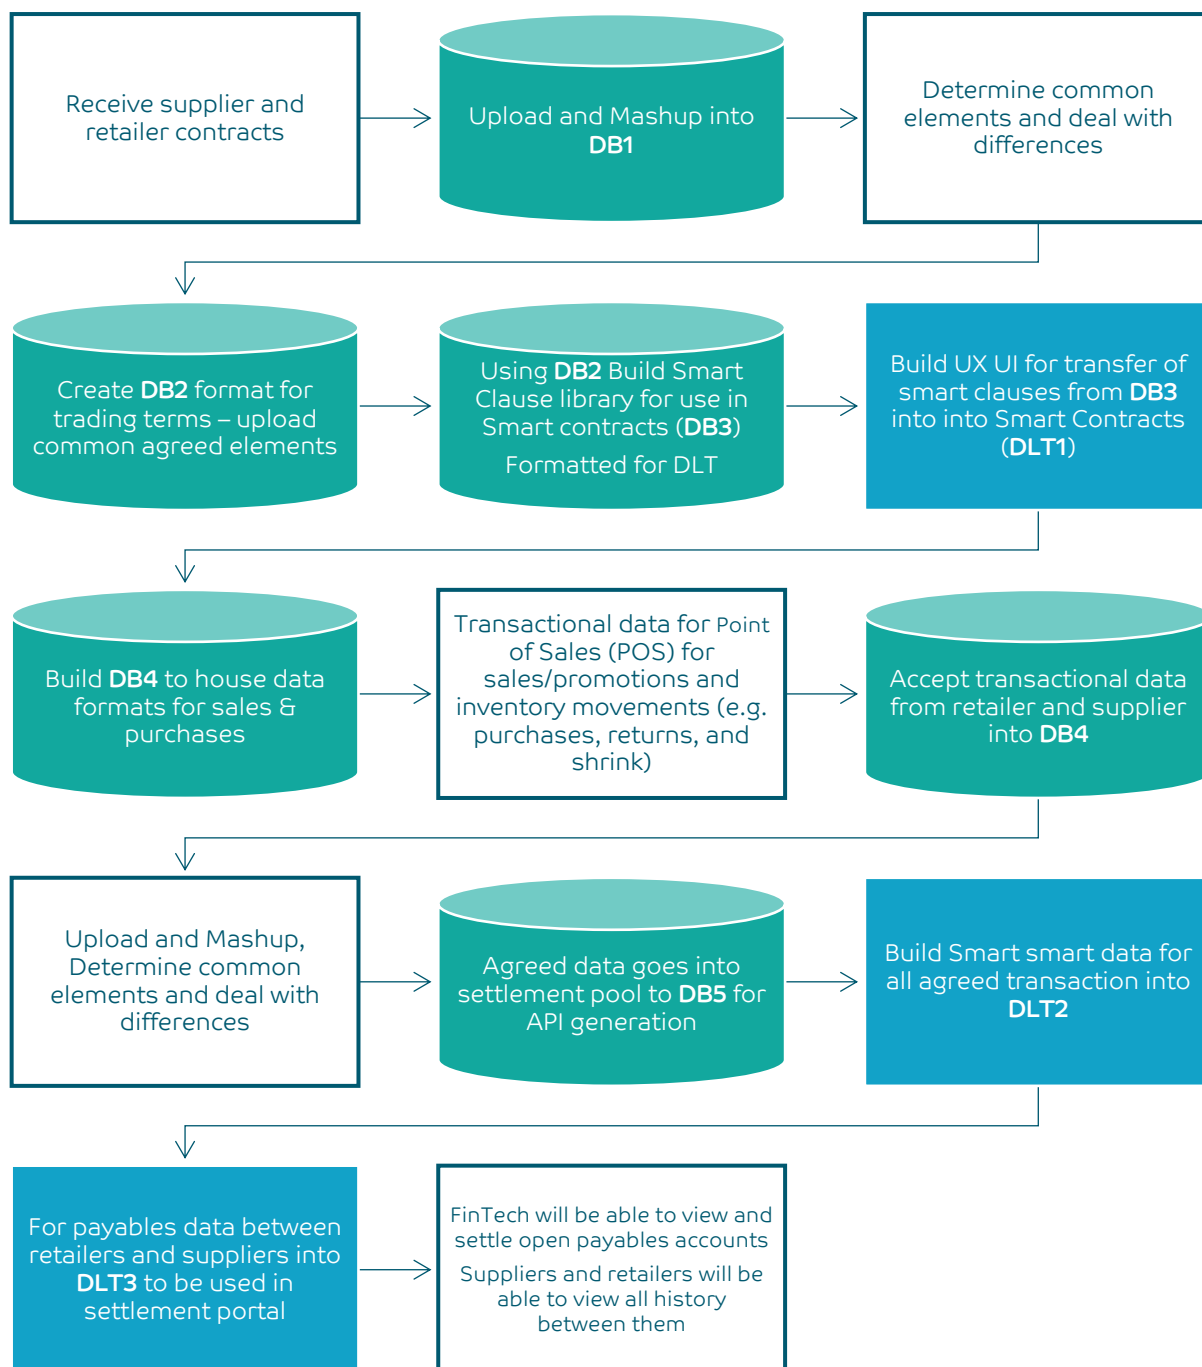 Receive supplier and
retailer contracts
Upload and Mashup into
DB1
Determine common
elements and deal with
differences
Create DB2 format for
trading terms – upload
common agreed elements
Using DB2 Build Smart
Clause library for use in
Smart contracts (DB3)
Formatted for DLT
Build UX UI for transfer of
smart clauses from DB3
into into Smart Contracts
(DLT1)
Build DB4 to house data
formats for sales &
purchases
Transactional data for Point
of Sales (POS) for
sales/promotions and
inventory movements (e.g.
purchases, returns, and
shrink)
Accept transactional data
from retailer and supplier
into DB4
Upload and Mashup,
Determine common
elements and deal with
differences
Agreed data goes into
settlement pool to DB5 for
API generation
Build Smart smart data for
all agreed transaction into
DLT2
For payables data between
retailers and suppliers into
DLT3 to be used in
settlement portal
FinTech will be able to view and
settle open payables accounts
Suppliers and retailers will be
able to view all history
between them